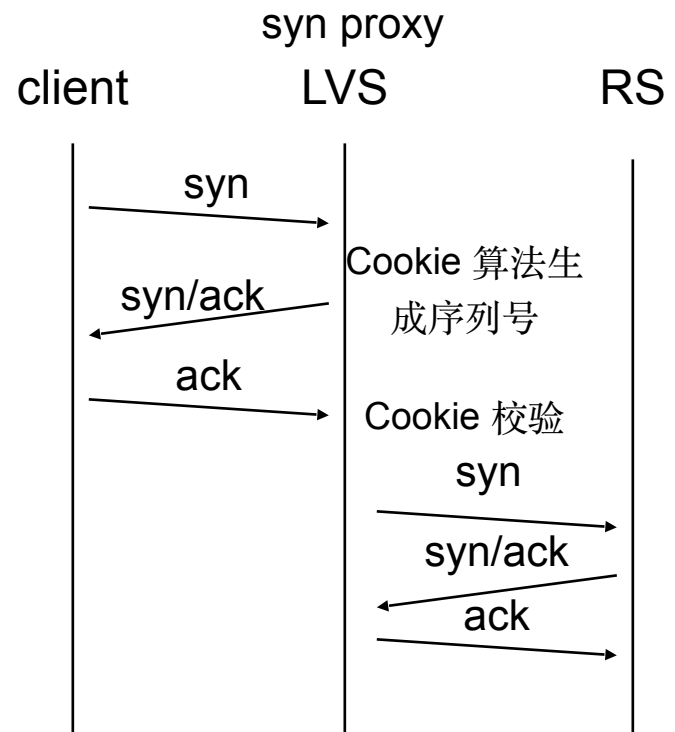 syn proxy
client LVS RS
syn
Cookie 算法生
成序列号
syn/ack
ack
Cookie 校验
syn
syn/ack
ack